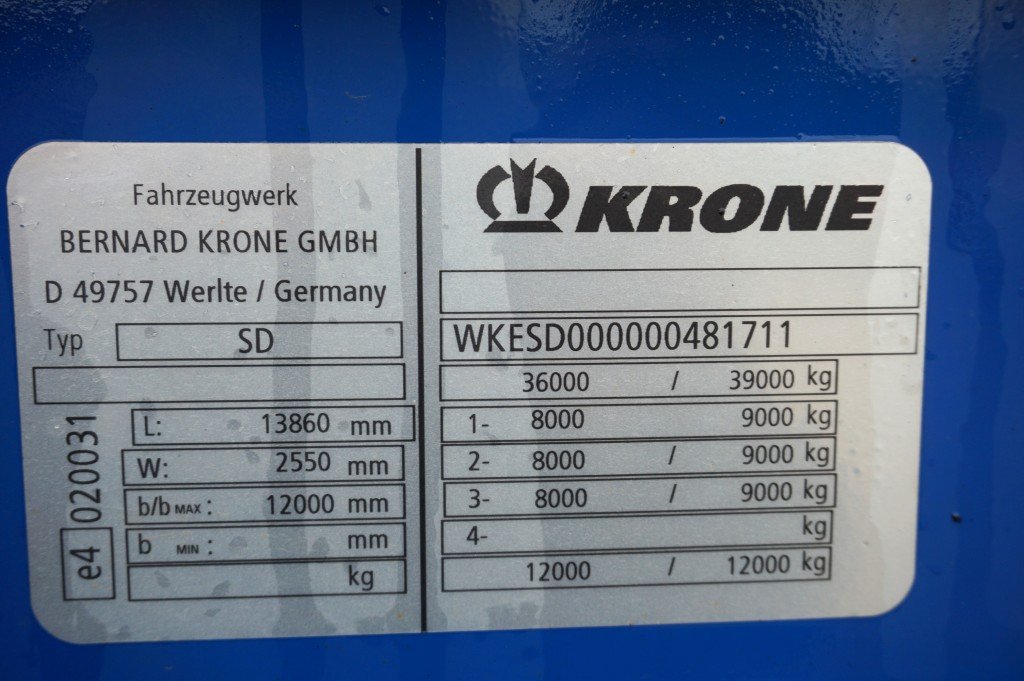 Fahrzeugwerk
BERNARD KRONE GMBH
D 49757 Werlte / Germany
Typ SD
L: 13860 mm
W: 2550 mm
b/b MAX : 12000 mm
b MIN : mm
kg
e4 020031
KRONE
WKESD000000481711
36000 / 39000 kg
1- 8000 9000 kg
2- 8000 / 9000 kg
3- 8000 / 9000 kg
4- kg
12000 / 12000 kg